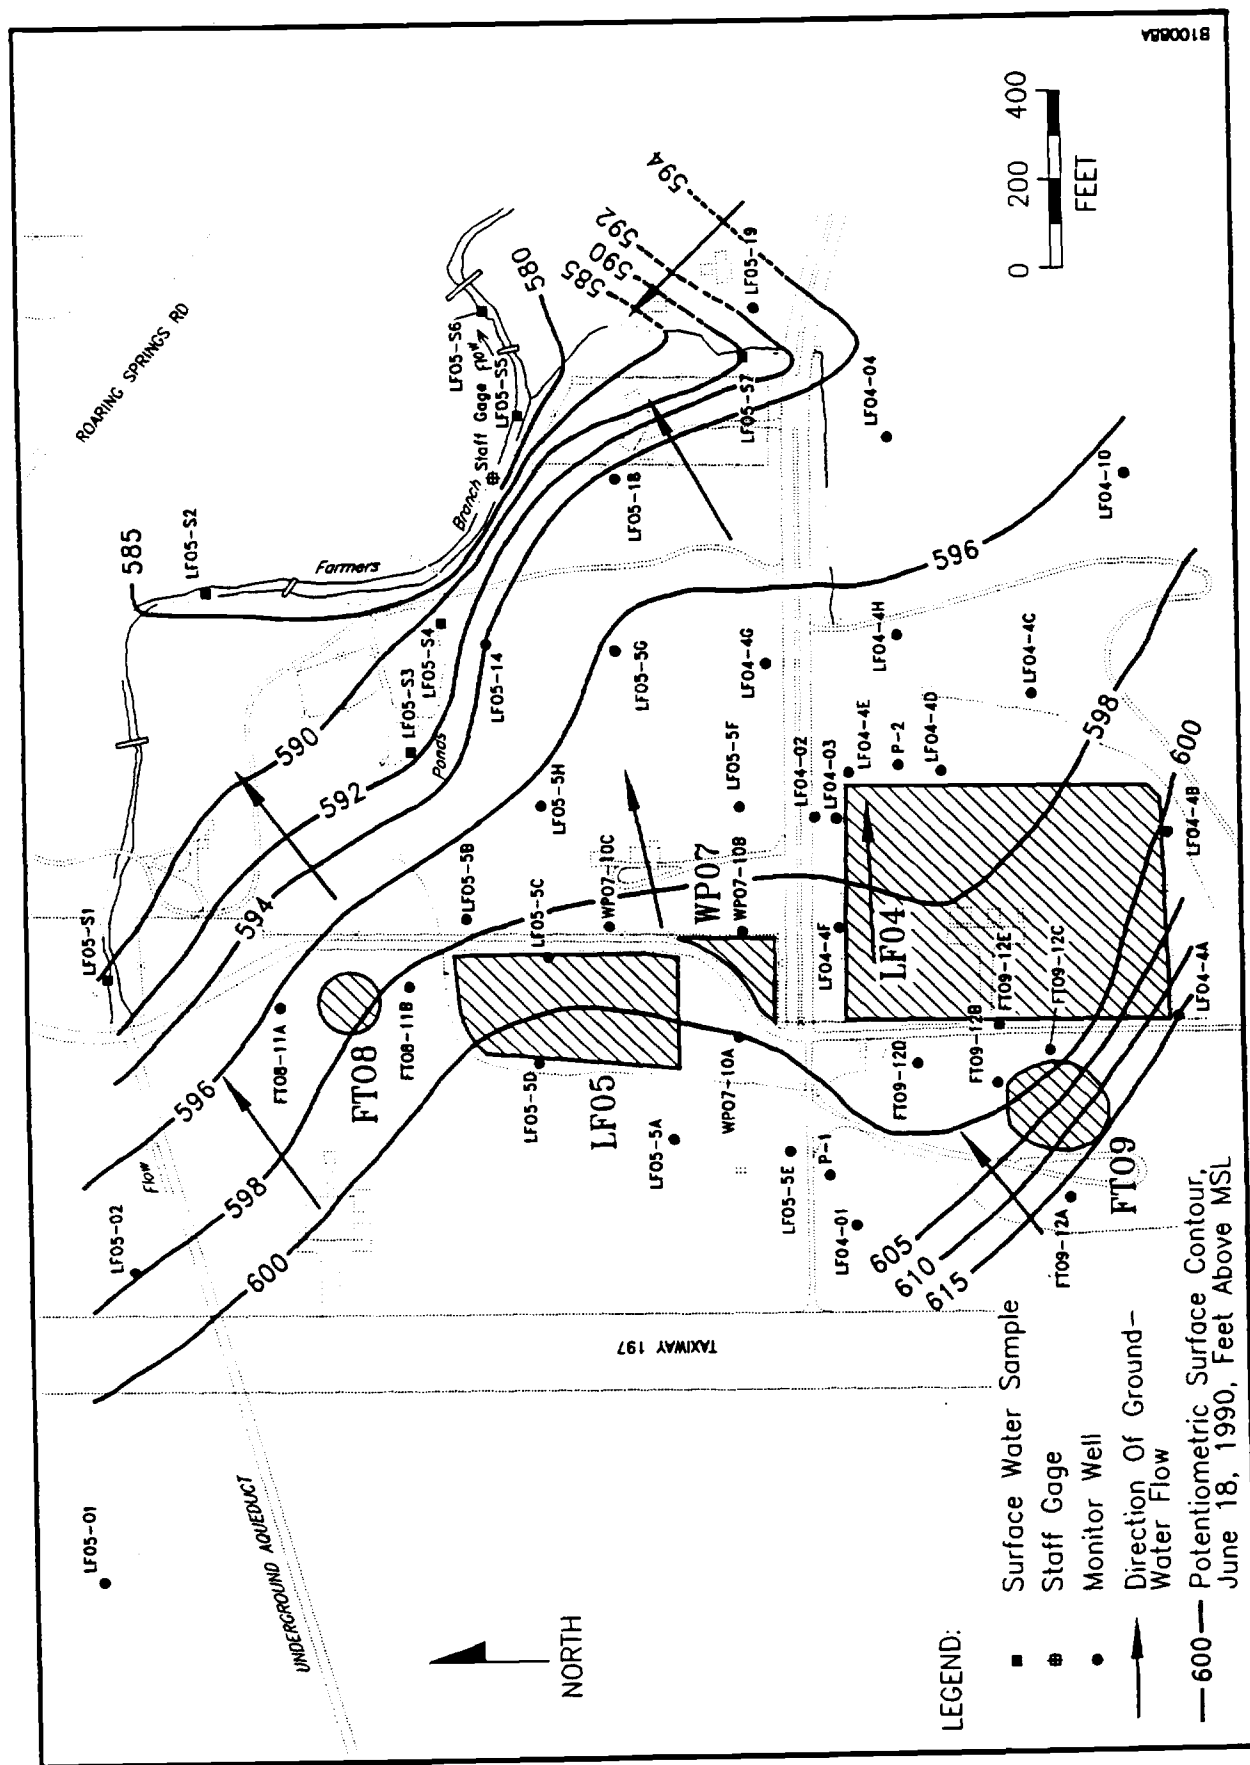 B10088A
ROARING SPRINGS RD
LF05-S1
LF05-S2
585
Farmers
Branch
Staff Gage
Flow
LF05-S6
LF05-S5
580
585
590
592
594
LF05-19
LF05-S7
LF04-04
LF05-18
LF04-10
596
590
592
594
596
598
600
LF05-S3
LF05-S4
Ponds
LF05-14
LF05-5G
LF04-4G
LF04-4H
LF04-4C
598
600
LF05-5H
LF05-5B
LF05-5C
WP07-10C
LF05-5F
WP07-10B
WP07
LF04-02
LF04-03
LF04-4E
P-2
LF04-4D
LF04-4B
LF04-4F
LF04
FT09-12E
FT09-12C
FT09-12B
FT09-12D
LF04-4A
FT08-11A
FT08
FT08-11B
LF05-5D
LF05
LF05-5A
WP07-10A
LF05-5E
P-1
LF04-01
605
610
615
FT09
FT09-12A
Flow
LF05-02
LF05-01
UNDERGROUND AQUEDUCT
TAXIWAY 197
NORTH
0 200 400
FEET
LEGEND:
Surface Water Sample
Staff Gage
Monitor Well
Direction Of Ground-
Water Flow
600 Potentiometric Surface Contour,
June 18, 1990, Feet Above MSL